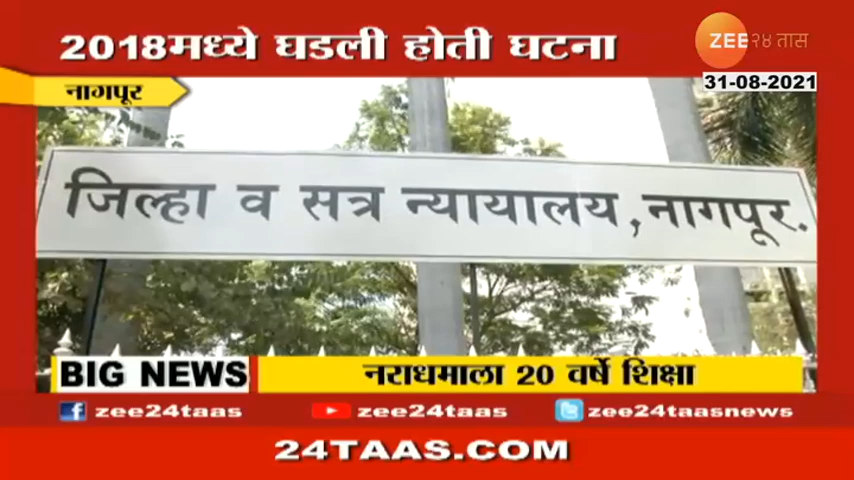 2018मध्ये घडली होती घटना
ZEE २४ तास
31-08-2021
नागपूर
जिल्हा व सत्र न्यायालय, नागपूर.
BIG NEWS
नराधमाला 20 वर्षे शिक्षा
zee24taas
zee24taas
zee24taasnews
24TAAS.COM